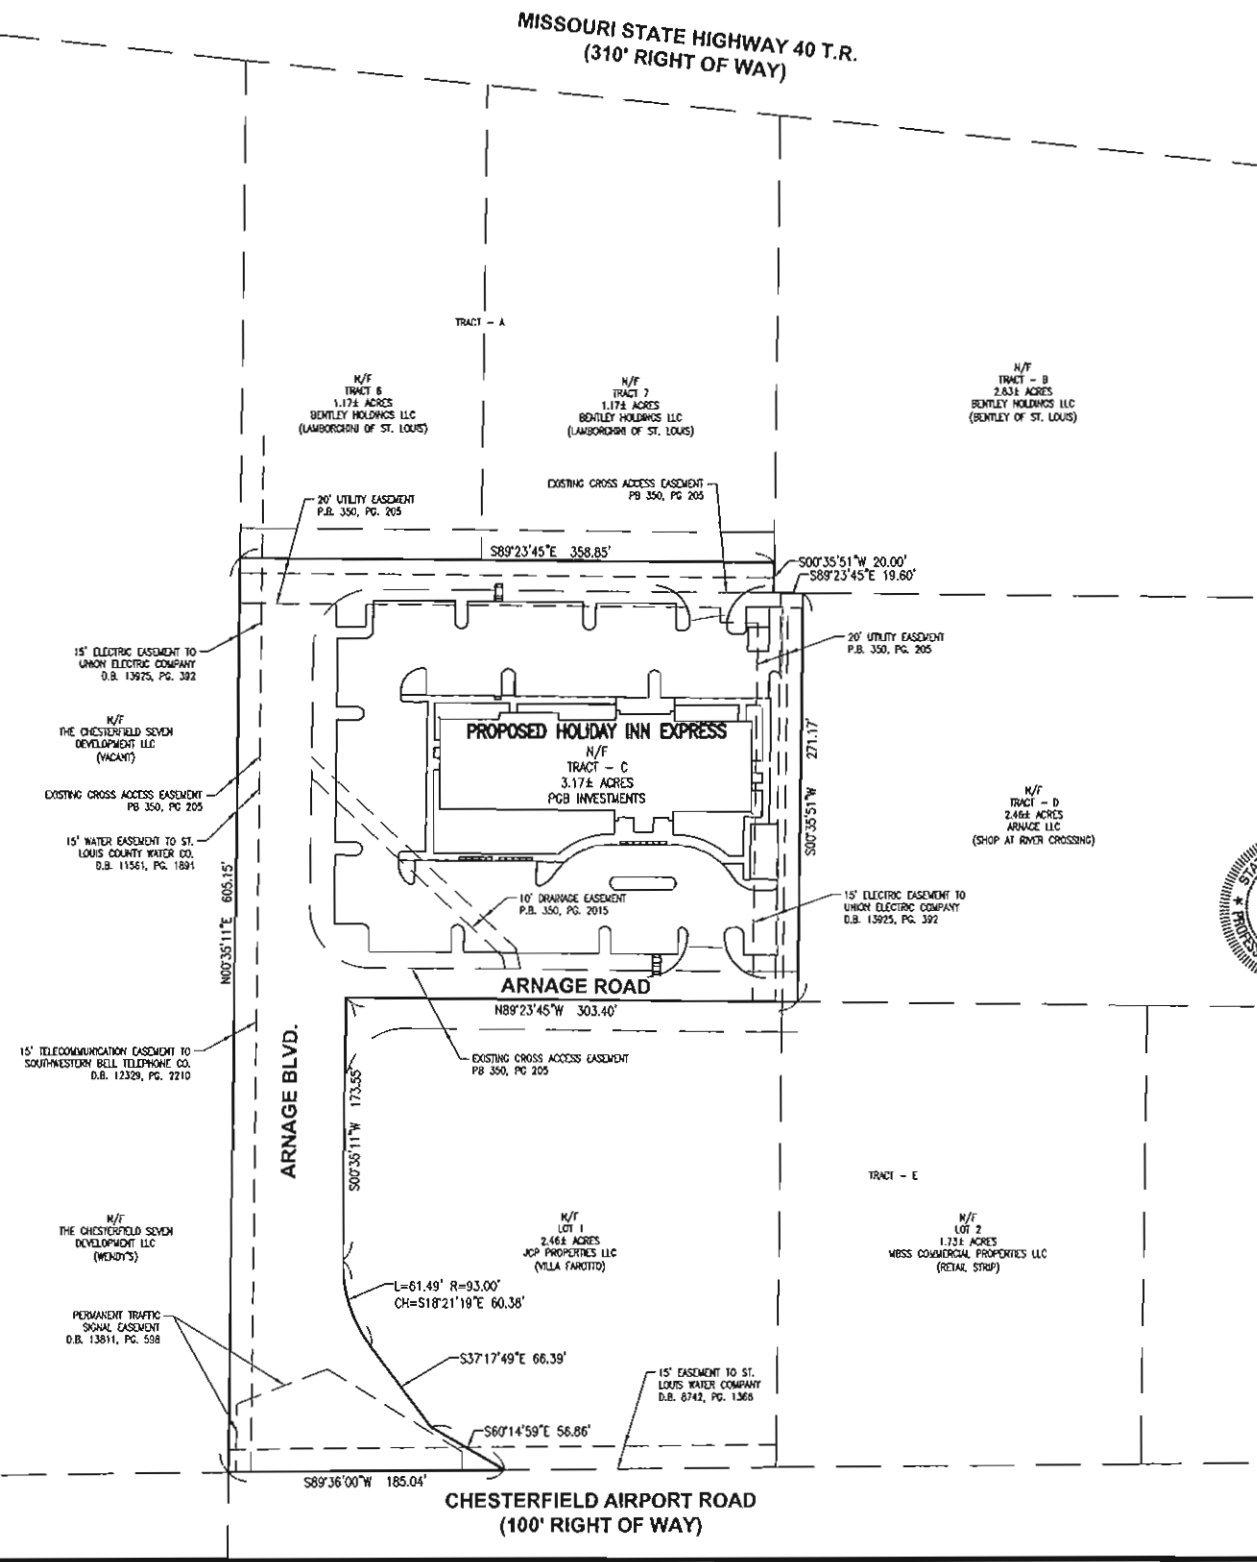 MISSOURI STATE HIGHWAY 40 T.R.
(310' RIGHT OF WAY)
TRACT - A
N/F
TRACT 6
1.17± ACRES
BENTLEY HOLDINGS LLC
(LAMBORGHINI OF ST. LOUIS)
N/F
TRACT 7
1.17± ACRES
BENTLEY HOLDINGS LLC
(LAMBORGHINI OF ST. LOUIS)
N/F
TRACT - B
2.83± ACRES
BENTLEY HOLDINGS LLC
(BENTLEY OF ST. LOUIS)
20' UTILITY EASEMENT
P.B. 350, PG. 205
EXISTING CROSS ACCESS EASEMENT
PB 350, PG 205
S89°23'45"E 358.85'
S00°35'51"W 20.00'
S89°23'45"E 19.60'
15' ELECTRIC EASEMENT TO
UNION ELECTRIC COMPANY
D.B. 13925, PG. 392
20' UTILITY EASEMENT
P.B. 350, PG. 205
N/F
THE CHESTERFIELD SEVEN
DEVELOPMENT LLC
(VACANT)
PROPOSED HOLIDAY INN EXPRESS
N/F
TRACT - C
3.17± ACRES
PGB INVESTMENTS
S00°35'51"W 271.17'
EXISTING CROSS ACCESS EASEMENT
PB 350, PG 205
N/F
TRACT - D
2.46± ACRES
ARNAGE LLC
(SHOP AT RIVER CROSSING)
15' WATER EASEMENT TO ST.
LOUIS COUNTY WATER CO.
D.B. 11561, PG. 1891
N00°35'11"E 605.15'
10' DRAINAGE EASEMENT
P.B. 350, PG. 2015
15' ELECTRIC EASEMENT TO
UNION ELECTRIC COMPANY
D.B. 13925, PG. 392
ARNAGE ROAD
N89°23'45"W 303.40'
15' TELECOMMUNICATION EASEMENT TO
SOUTHWESTERN BELL TELEPHONE CO.
D.B. 12329, PG. 2210
EXISTING CROSS ACCESS EASEMENT
PB 350, PG 205
ARNAGE BLVD.
S00°35'11"W 173.55'
TRACT - E
N/F
THE CHESTERFIELD SEVEN
DEVELOPMENT LLC
(WENDY'S)
N/F
LOT 1
2.46± ACRES
JCP PROPERTIES LLC
(VILLA FAROTTO)
N/F
LOT 2
1.73± ACRES
WBSS COMMERCIAL PROPERTIES LLC
(RETAIL STRIP)
L=61.49' R=93.00'
CH=S18°21'19"E 60.38'
PERMANENT TRAFFIC
SIGNAL EASEMENT
D.B. 13811, PG. 598
S37°17'49"E 66.39'
15' EASEMENT TO ST.
LOUIS WATER COMPANY
D.B. 8742, PG. 1366
S60°14'59"E 56.86'
S89°36'00"W 185.04'
CHESTERFIELD AIRPORT ROAD
(100' RIGHT OF WAY)